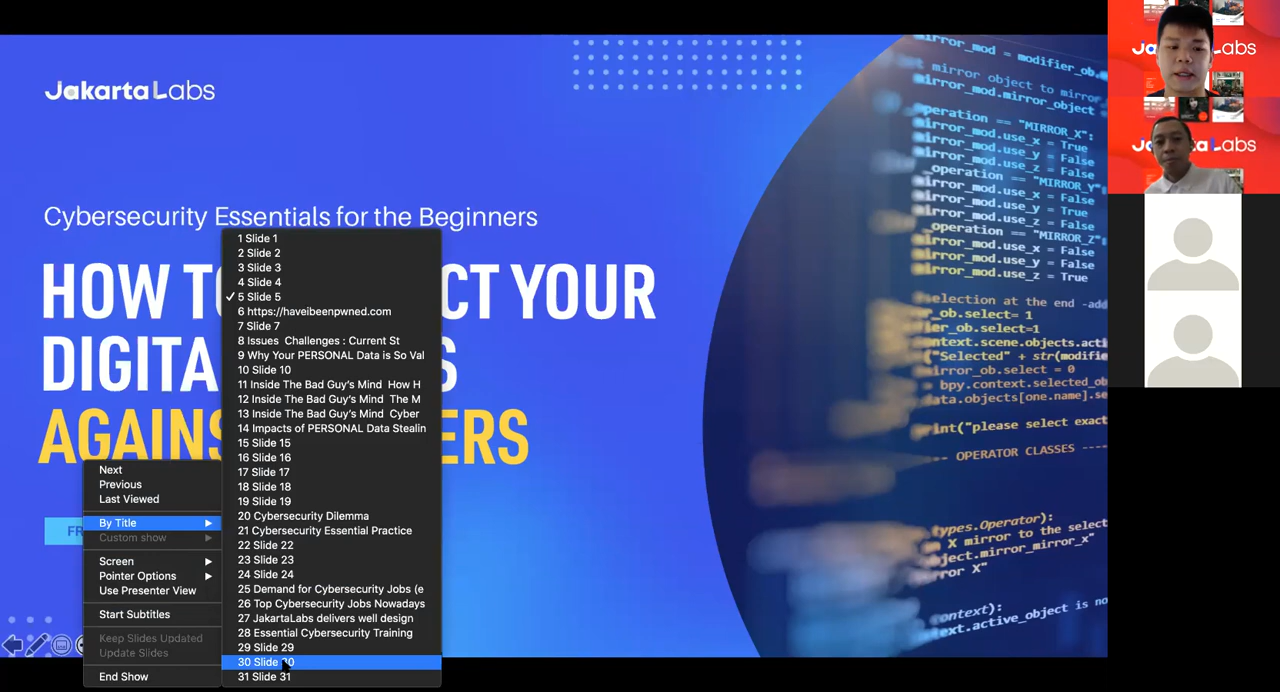 JakartaLabs
Cybersecurity Essentials for the Beginners
HOW TO CT YOUR
DIGITA S
AGAINS ERS
FR
1 Slide 1
2 Slide 2
3 Slide 3
4 Slide 4
✓ 5 Slide 5
6 https://haveibeenpwned.com
7 Slide 7
8 Issues Challenges : Current St
9 Why Your PERSONAL Data is So Val
10 Slide 10
11 Inside The Bad Guy's Mind How H
12 Inside The Bad Guy's Mind The M
13 Inside The Bad Guy's Mind Cyber
14 Impacts of PERSONAL Data Stealin
15 Slide 15
16 Slide 16
17 Slide 17
18 Slide 18
19 Slide 19
20 Cybersecurity Dilemma
21 Cybersecurity Essential Practice
22 Slide 22
23 Slide 23
24 Slide 24
25 Demand for Cybersecurity Jobs (e
26 Top Cybersecurity Jobs Nowadays
27 JakartaLabs delivers well design
28 Essential Cybersecurity Training
29 Slide 29
30 Slide 30
31 Slide 31
Next
Previous
Last Viewed
By Title
Custom show
Screen
Pointer Options
Use Presenter View
Start Subtitles
Keep Slides Updated
Update Slides
End Show
mirror_mod = modifier_ob.
mirror object to mirror
mirror_mod.mirror_object
operation == "MIRROR_X":
mirror_mod.use_x = True
mirror_mod.use_y = False
mirror_mod.use_z = False
_operation == "MIRROR_Y"
mirror_mod.use_x = False
mirror_mod.use_y = True
mirror_mod.use_z = False
_operation == "MIRROR_Z":
mirror_mod.use_x = False
mirror_mod.use_y = False
mirror_mod.use_z = True
selection at the end -add
_ob.select= 1
ler_ob.select=1
context.scene.objects.acti
("Selected" + str(modifie
mirror_ob.select = 0
= bpy.context.selected_ob
data.objects[one.name].se
print("please select exact
-- OPERATOR CLASSES ----
types.Operator):
X mirror to the select
ject.mirror_mirror_x"
ror X"
context):
ext.active_object is no
abs
Labs